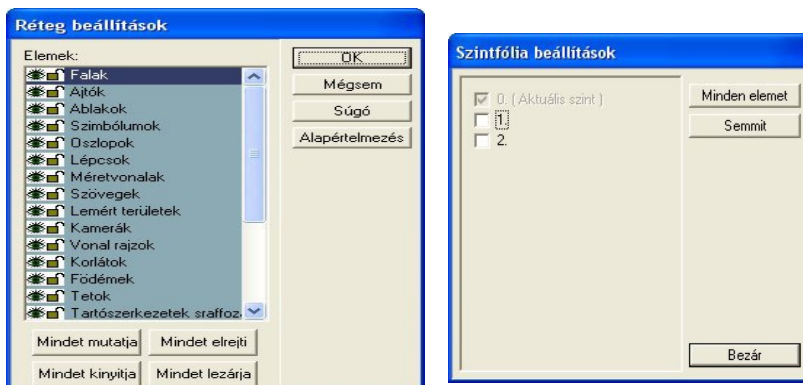 Réteg beállítások
Elemek:
Falak
Ajtók
Ablakok
Szimbólumok
Oszlopok
Lépcsok
Méretvonalak
Szövegek
Lemért területek
Kamerák
Vonal rajzok
Korlátok
Födémek
Tetok
Tartószerkezetek sraffoz
OK
Mégsem
Súgó
Alapértelmezés
Mindet mutatja
Mindet elrejti
Mindet kinyitja
Mindet lezárja
Szintfólia beállítások
0. ( Aktuális szint )
1.
2.
Minden elemet
Semmit
Bezár